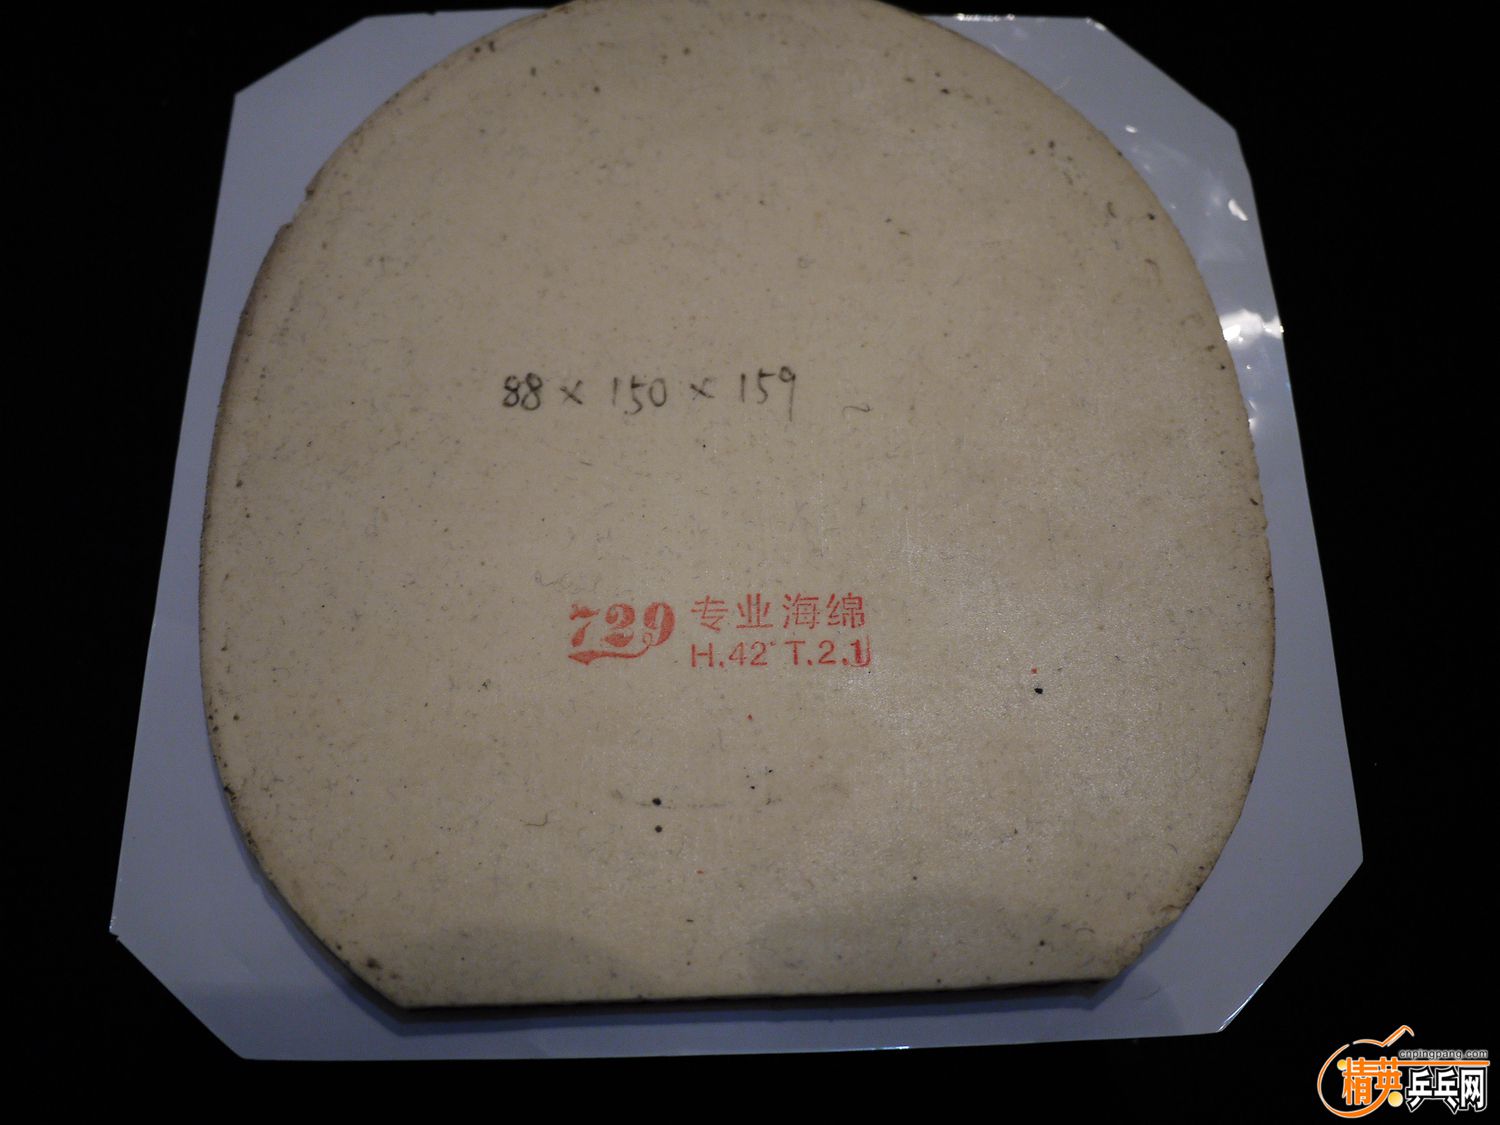 88 × 150 × 159
729 专业海绵
H.42° T.2.1
cnpingpang.com
精英乒乓网